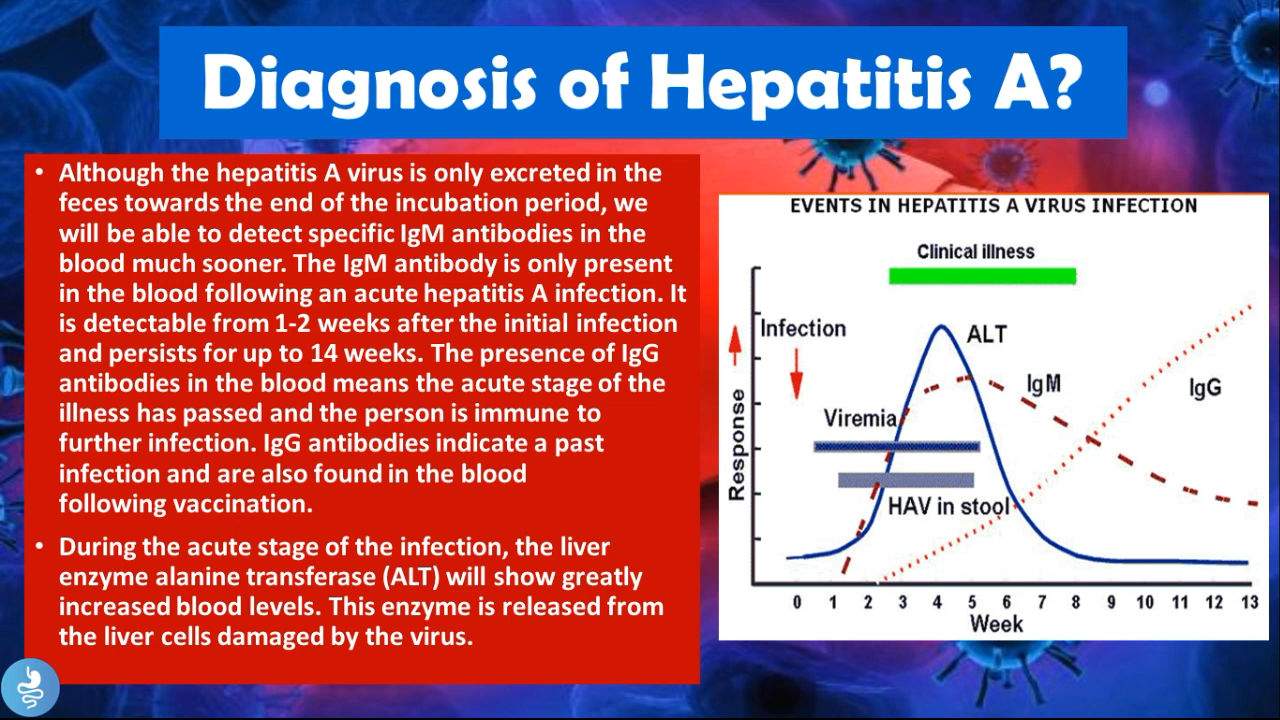 Diagnosis of Hepatitis A?
• Although the hepatitis A virus is only excreted in the
feces towards the end of the incubation period, we
will be able to detect specific IgM antibodies in the
blood much sooner. The IgM antibody is only present
in the blood following an acute hepatitis A infection. It
is detectable from 1-2 weeks after the initial infection
and persists for up to 14 weeks. The presence of IgG
antibodies in the blood means the acute stage of the
illness has passed and the person is immune to
further infection. IgG antibodies indicate a past
infection and are also found in the blood
following vaccination.
• During the acute stage of the infection, the liver
enzyme alanine transferase (ALT) will show greatly
increased blood levels. This enzyme is released from
the liver cells damaged by the virus.
EVENTS IN HEPATITIS A VIRUS INFECTION
Clinical illness
Infection
ALT
IgM
IgG
Viremia
HAV in stool
Response
0 1 2 3 4 5 6 7 8 9 10 11 12 13
Week